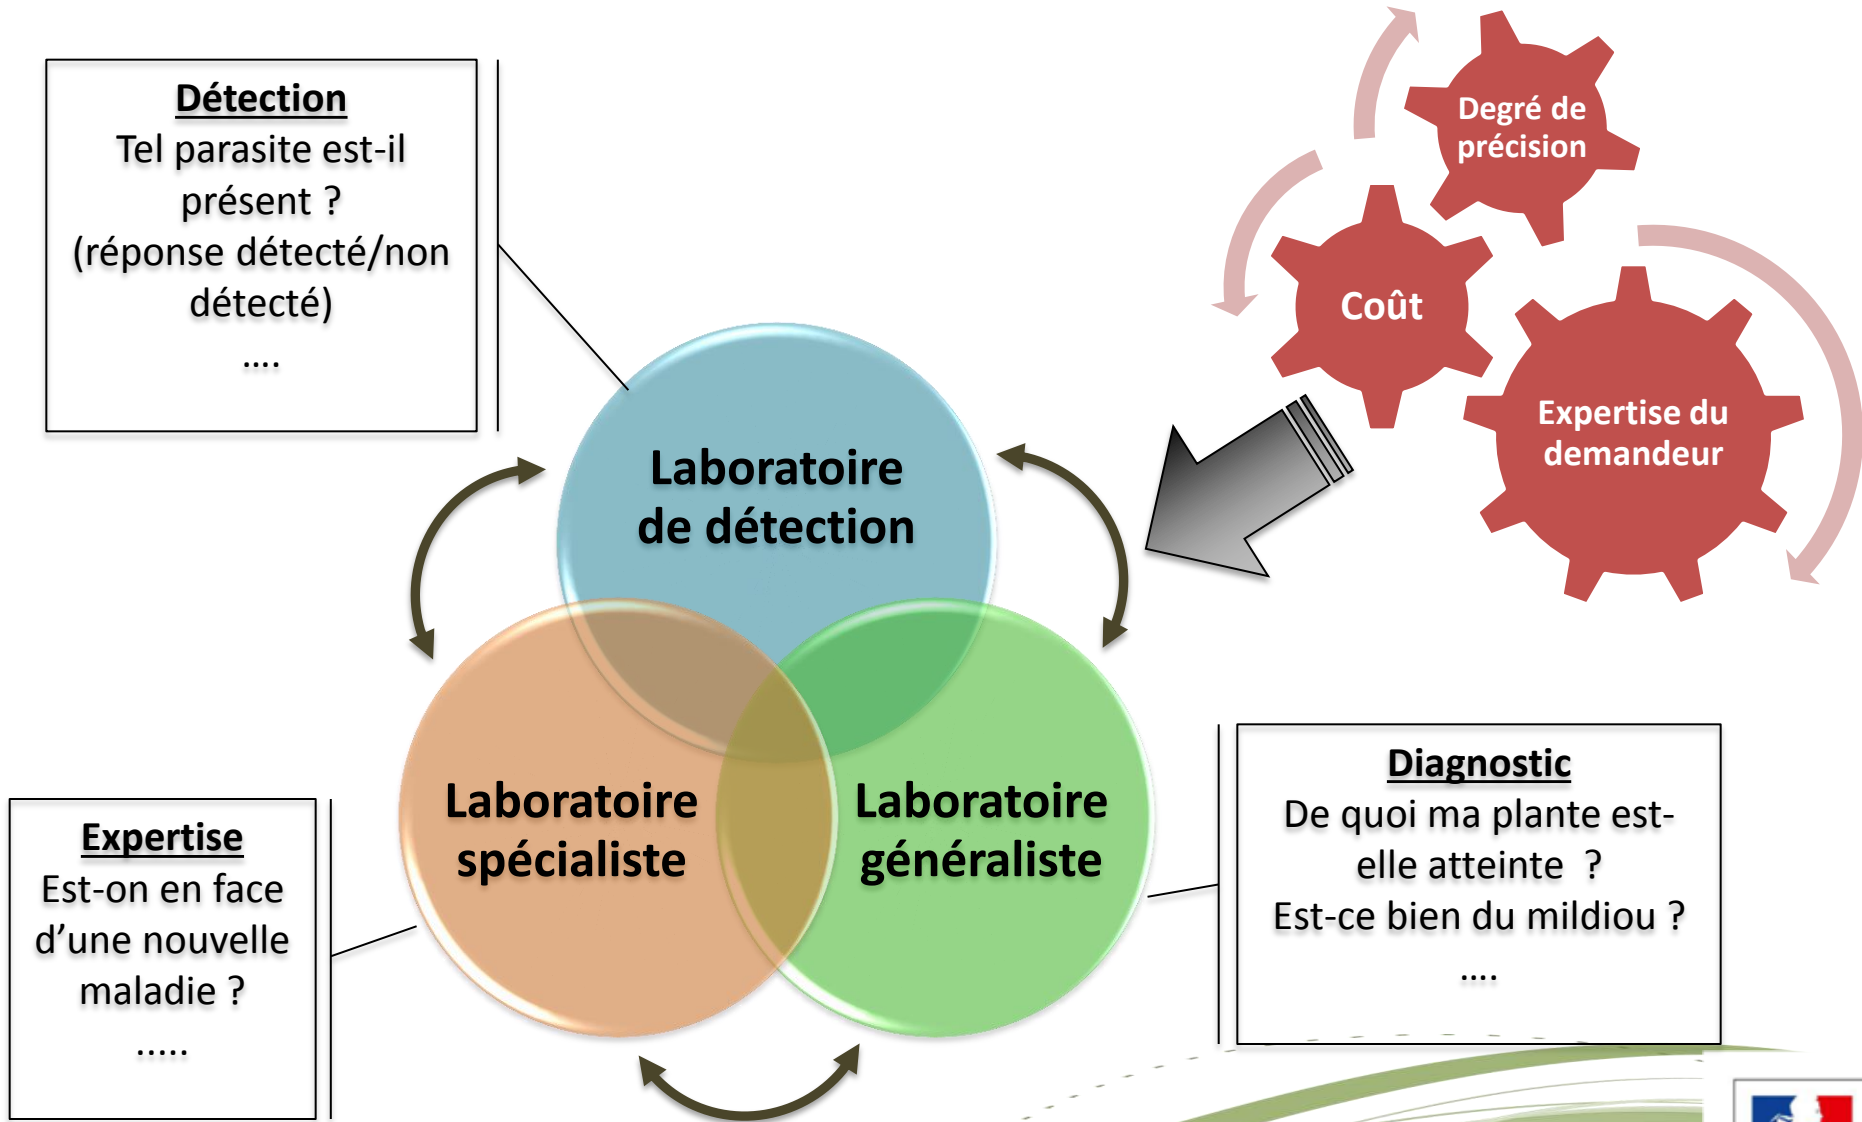 Détection
Tel parasite est-il
présent ?
(réponse détecté/non
détecté)
....
Degré de
précision
Coût
Expertise du
demandeur
Laboratoire
de détection
Laboratoire
spécialiste
Laboratoire
généraliste
Expertise
Est-on en face
d’une nouvelle
maladie ?
.....
Diagnostic
De quoi ma plante est-
elle atteinte  ?
Est-ce bien du mildiou ?
....